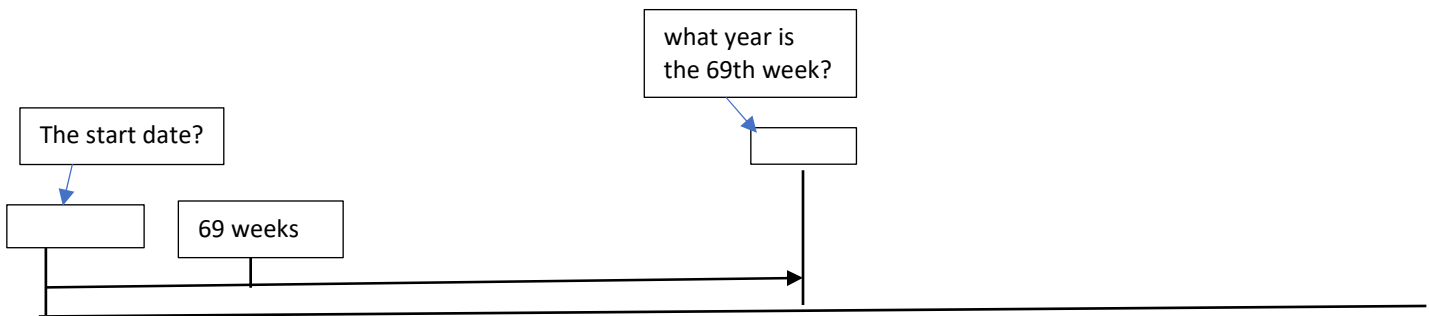 what year is
the 69th week?
The start date?
69 weeks